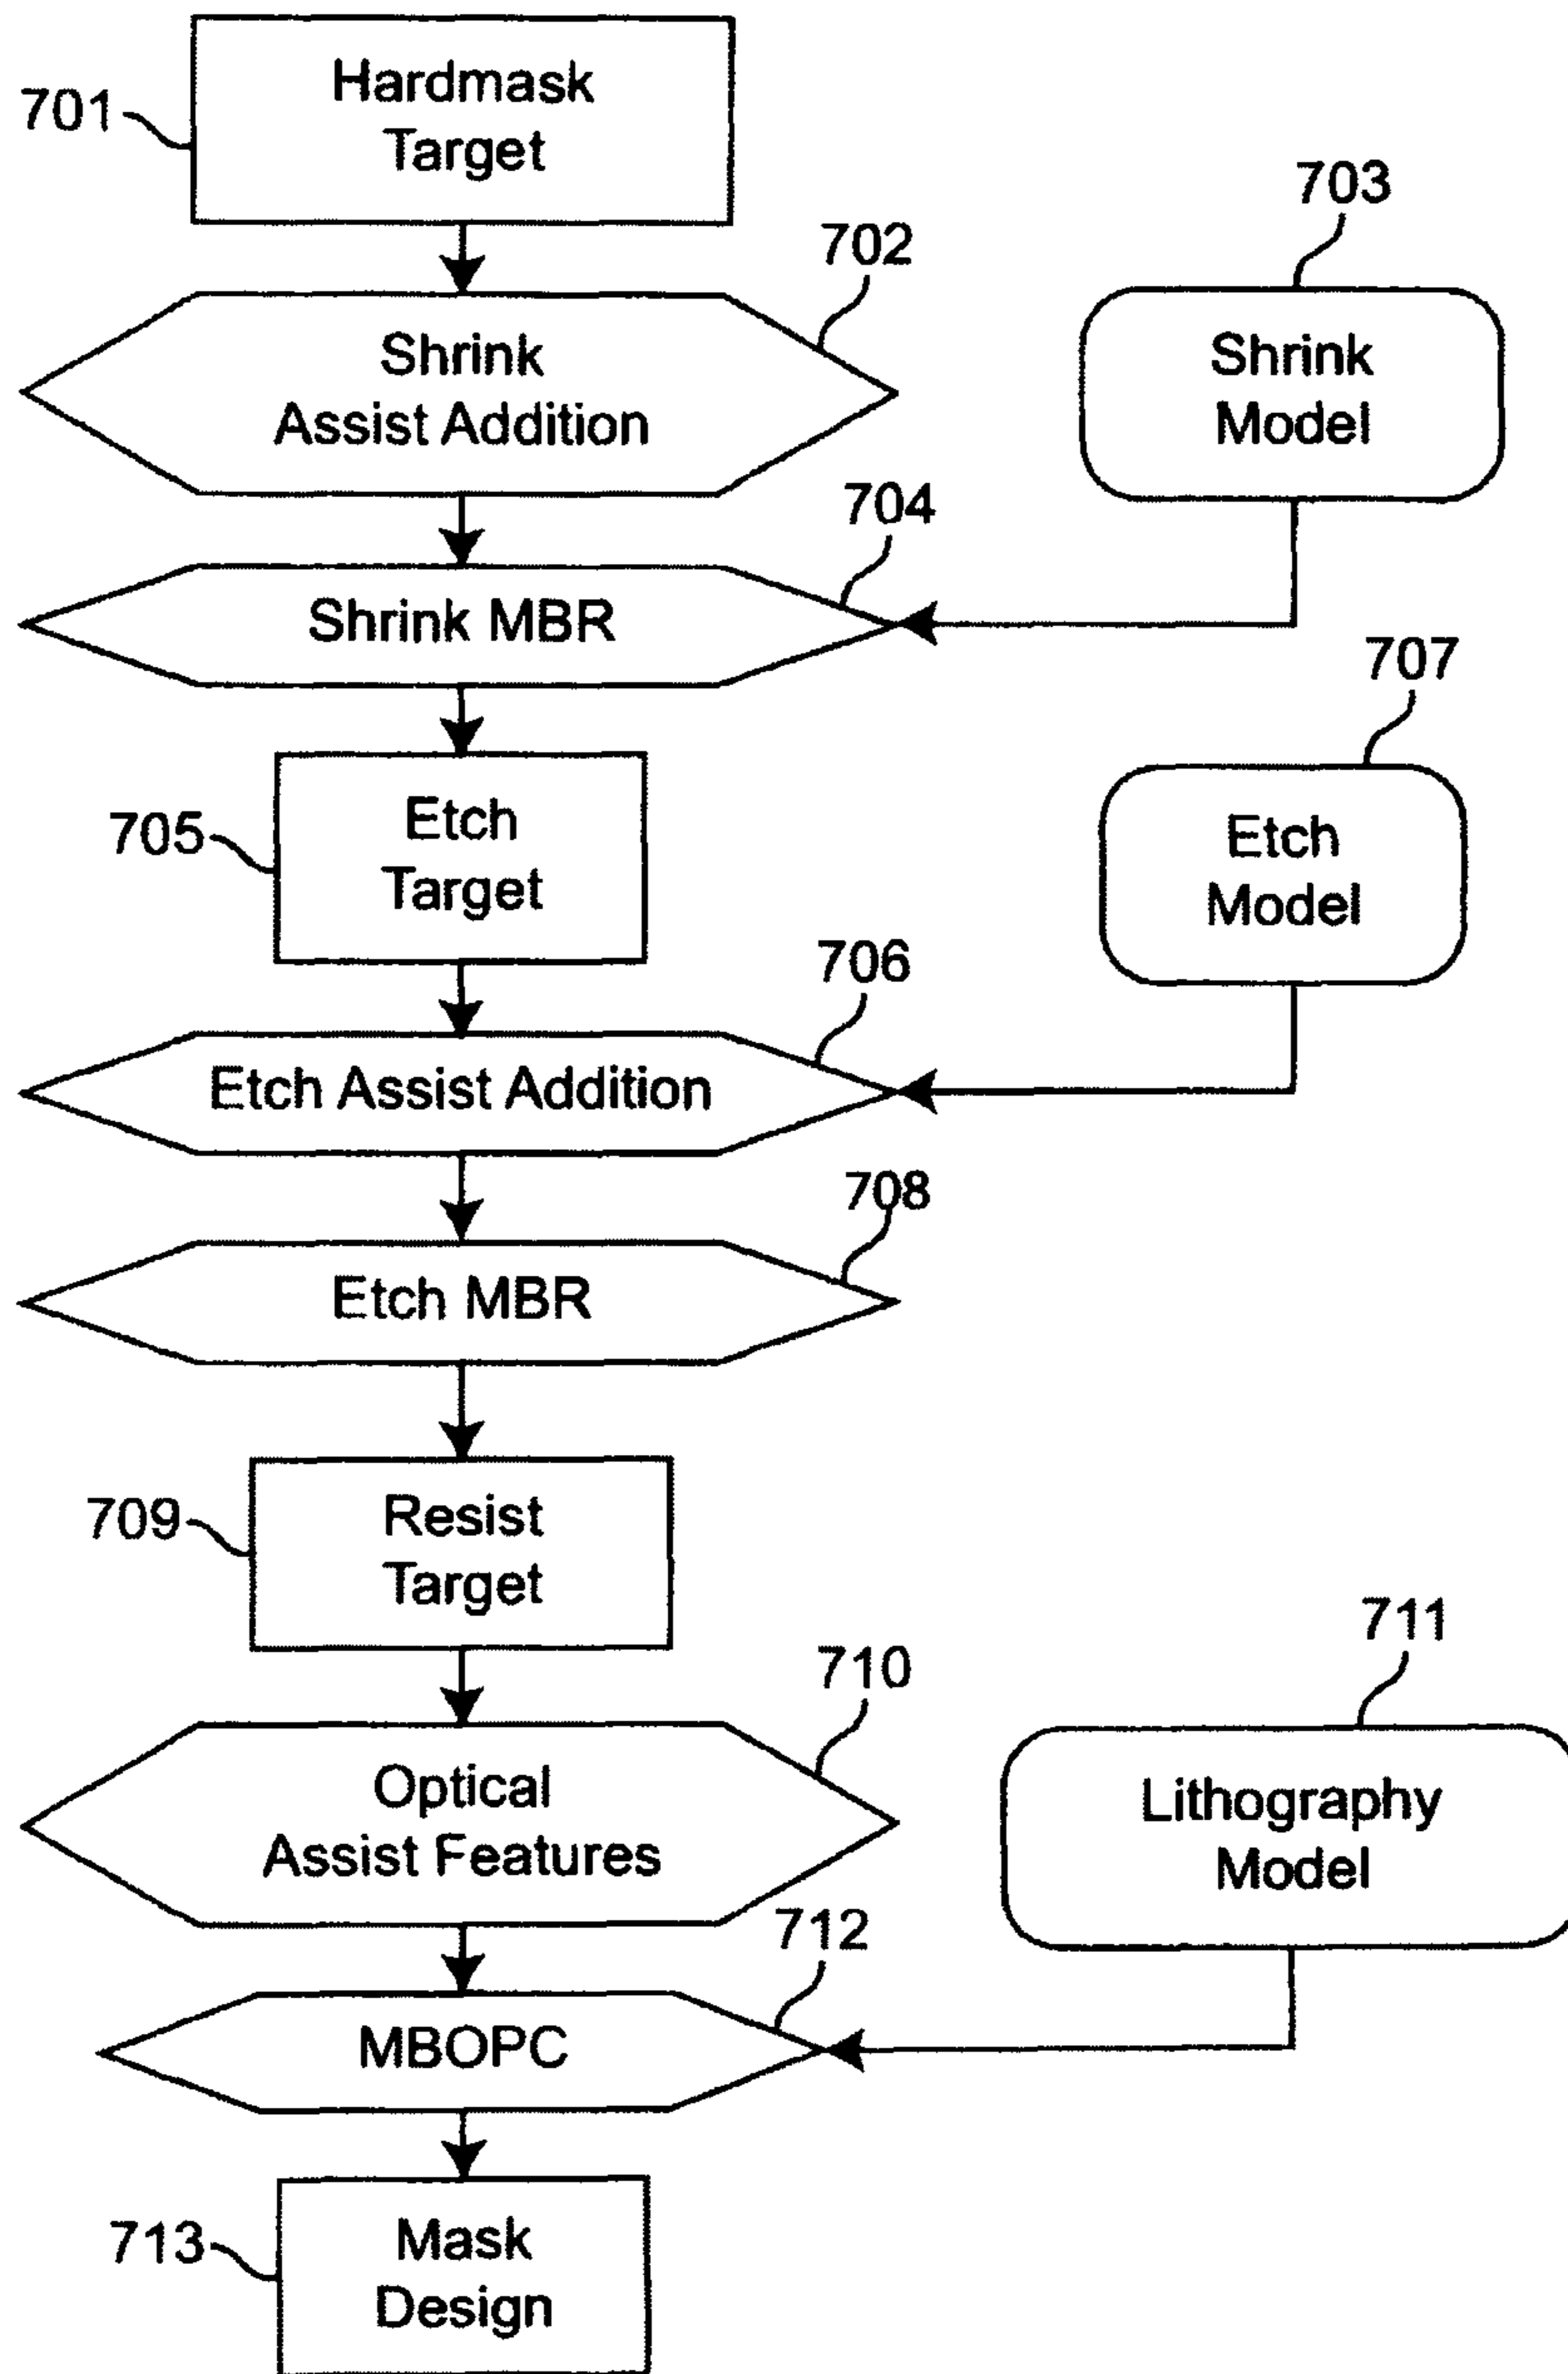 701
Hardmask
Target
702
Shrink
Assist Addition
703
Shrink
Model
704
Shrink MBR
705
Etch
Target
706
Etch Assist Addition
707
Etch
Model
708
Etch MBR
709
Resist
Target
710
Optical
Assist Features
711
Lithography
Model
712
MBOPC
713
Mask
Design